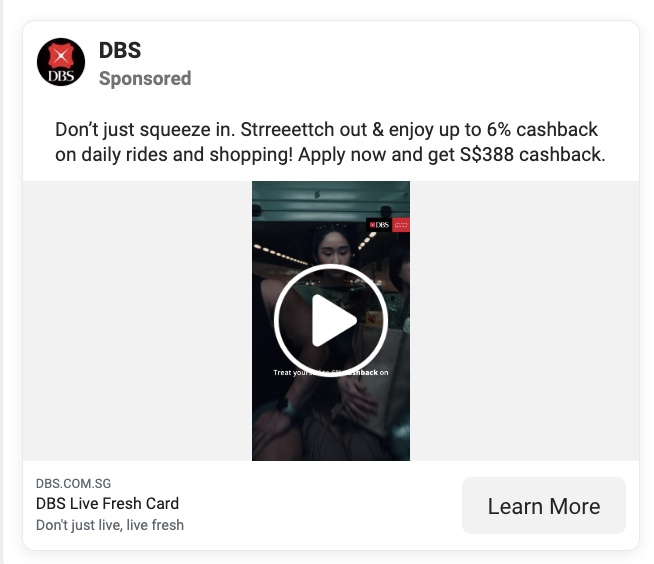 DBS
DBS
Sponsored
Don’t just squeeze in. Strreeettch out & enjoy up to 6% cashback
on daily rides and shopping! Apply now and get S$388 cashback.
DBS
Treat cashback on
DBS.COM.SG
DBS Live Fresh Card
Don't just live, live fresh
Learn More